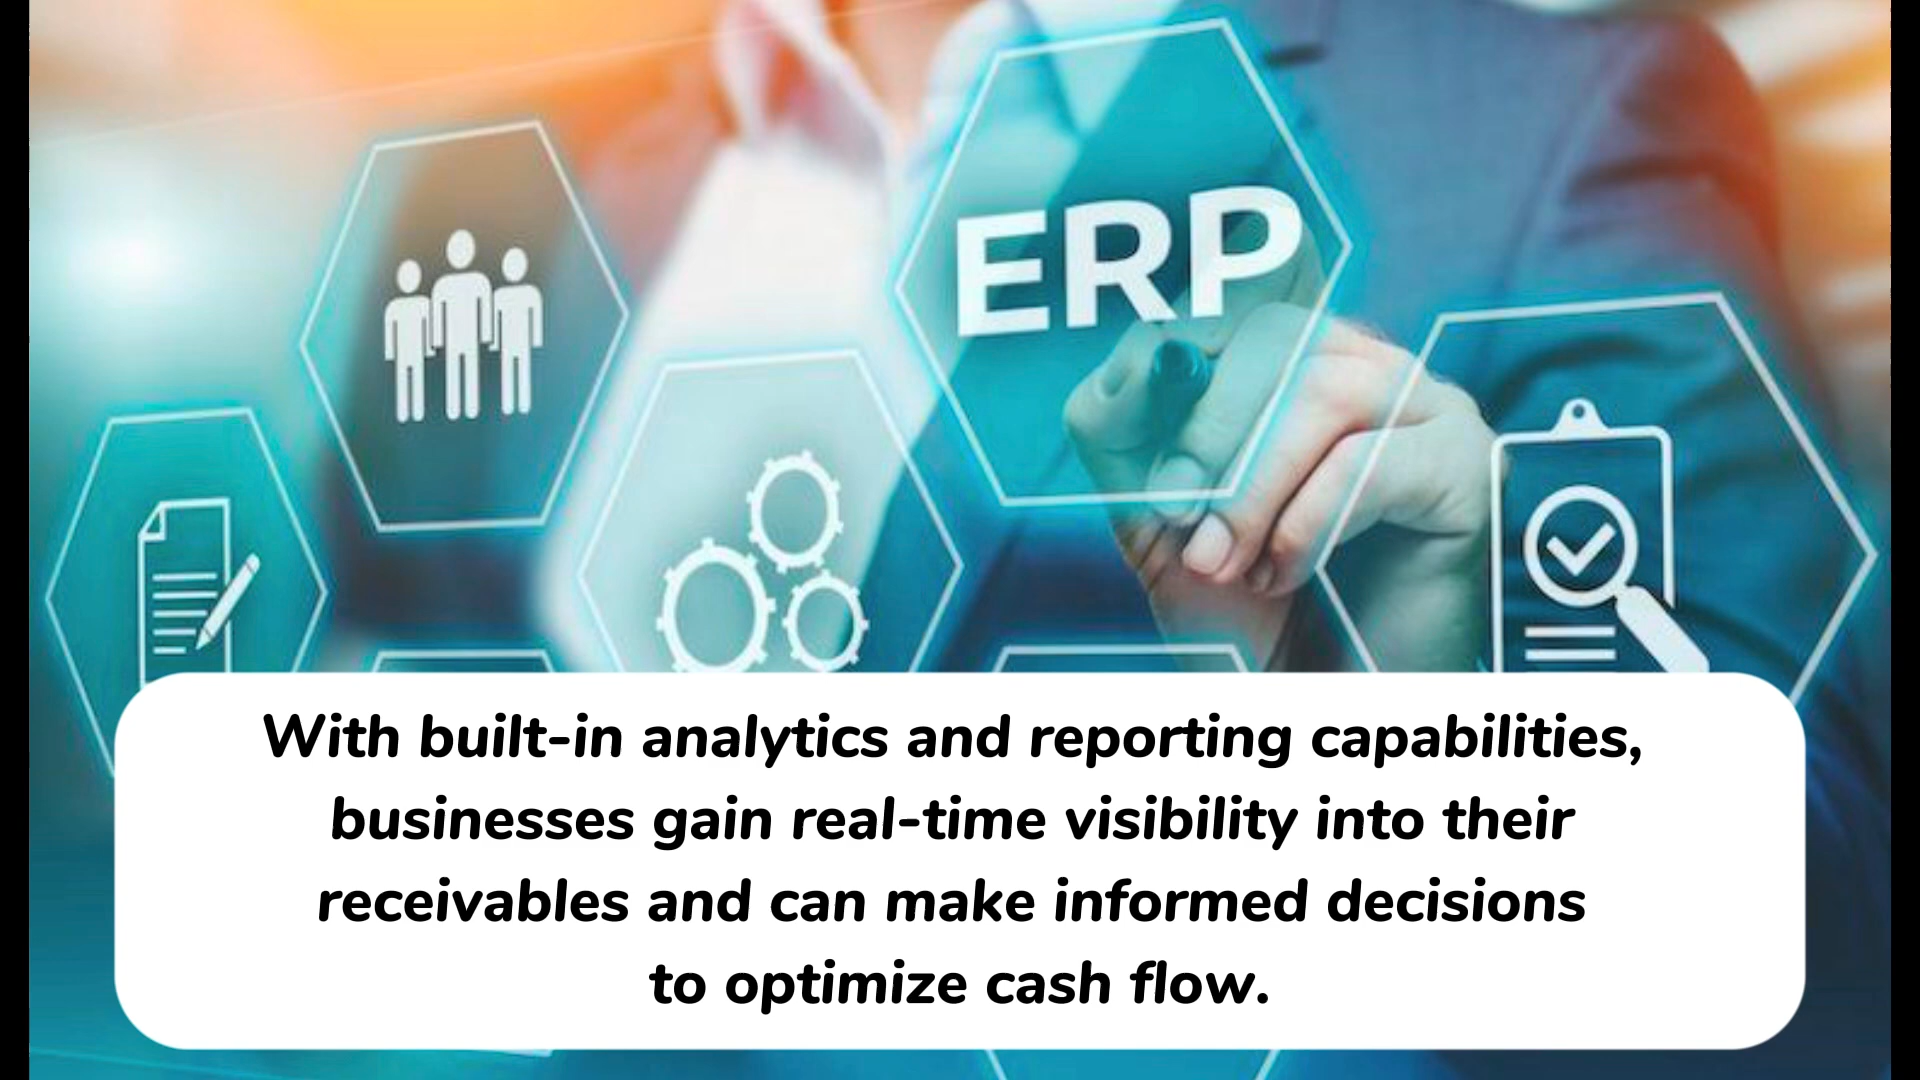 ERP
With built-in analytics and reporting capabilities,
businesses gain real-time visibility into their
receivables and can make informed decisions
to optimize cash flow.